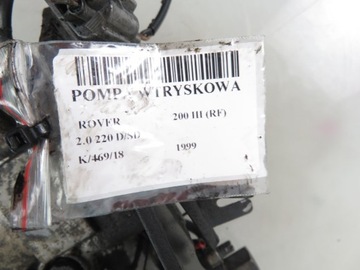 POMPA WTRYSKOWA
ROVER 200 III (RF)
2.0 220 D/SD
K/469/18 1999